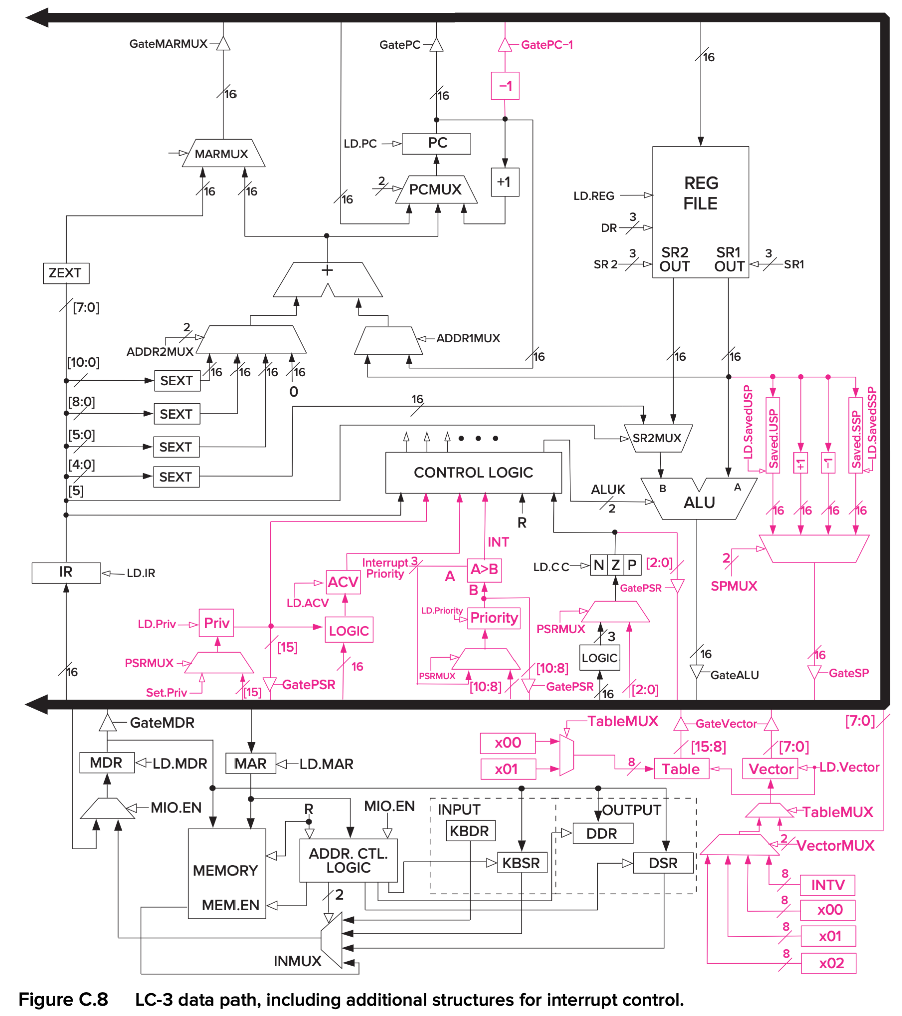 GateMARMUX
GatePC
GatePC−1
16
16
16
−1
LD.PC
PC
MARMUX
2
PCMUX
+1
16
16
16
REG
FILE
LD.REG
3
DR
3
SR2
SR2
OUT
SR1
OUT
3
SR1
ZEXT
[7:0]
+
2
ADDR2MUX
ADDR1MUX
16
16
16
[10:0]
SEXT
16
16
16
16
0
[8:0]
SEXT
16
[5:0]
SEXT
SR2MUX
[4:0]
SEXT
[5]
CONTROL LOGIC
LD.SavedUSP
Saved.USP
+1
−1
Saved.SSP
LD.SavedSSP
B
A
ALU
ALUK
2
R
16
16
16
16
INT
IR
LD.IR
Interrupt
Priority
3
A
A>B
B
LD.CC
N Z P
[2:0]
GatePSR
2
SPMUX
ACV
LD.ACV
LD.Priv
Priv
LOGIC
LD.Priority
Priority
PSRMUX
3
LOGIC
[15]
PSRMUX
PSRMUX
16
16
GateALU
16
GateSP
16
Set.Priv
[15]
GatePSR
16
[10:8]
[10:8]
GatePSR
16
[2:0]
GateMDR
TableMUX
GateVector
[7:0]
MDR
LD.MDR
MAR
LD.MAR
x00
x01
8
[15:8]
Table
[7:0]
Vector
LD.Vector
MIO.EN
R
MIO.EN
INPUT
KBDR
OUTPUT
DDR
TableMUX
MEMORY
ADDR. CTL.
LOGIC
KBSR
DSR
2
VectorMUX
MEM.EN
2
8
INTV
8
x00
8
x01
INMUX
8
x02
Figure C.8 LC-3 data path, including additional structures for interrupt control.